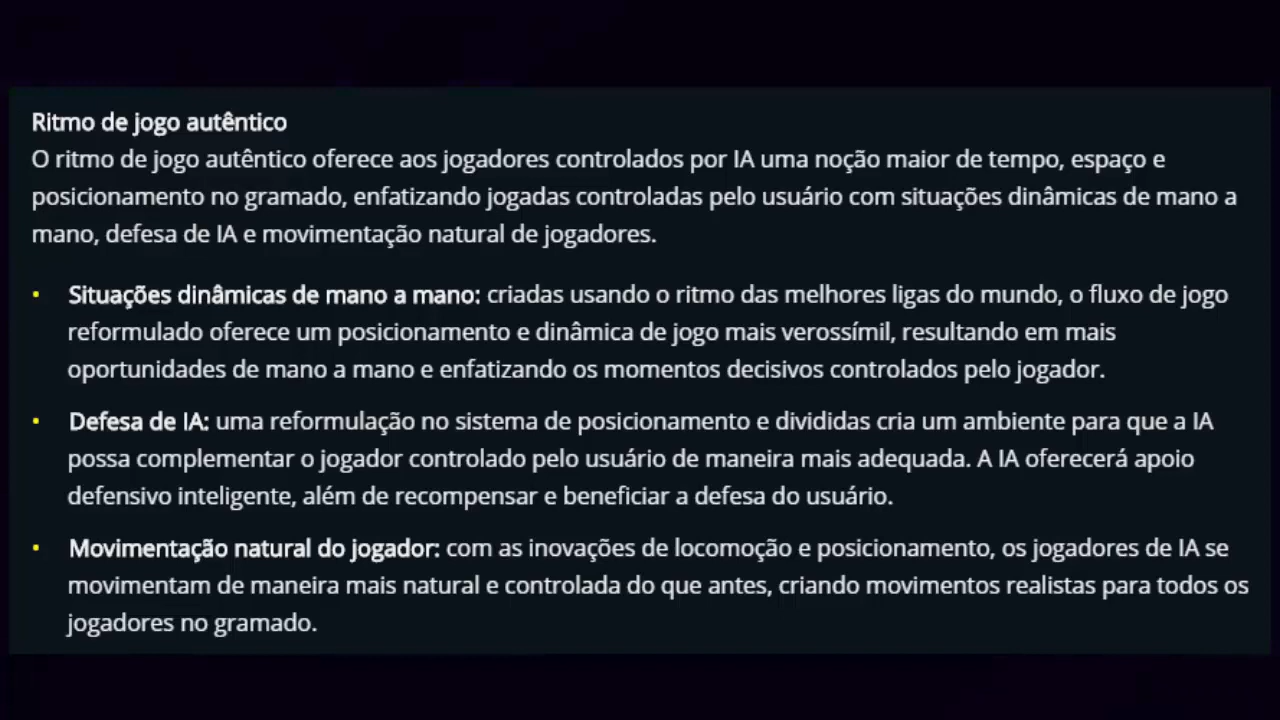 Ritmo de jogo autêntico
O ritmo de jogo autêntico oferece aos jogadores controlados por IA uma noção maior de tempo, espaço e
posicionamento no gramado, enfatizando jogadas controladas pelo usuário com situações dinâmicas de mano a
mano, defesa de IA e movimentação natural de jogadores.
• Situações dinâmicas de mano a mano: criadas usando o ritmo das melhores ligas do mundo, o fluxo de jogo
reformulado oferece um posicionamento e dinâmica de jogo mais verossímil, resultando em mais
oportunidades de mano a mano e enfatizando os momentos decisivos controlados pelo jogador.
• Defesa de IA: uma reformulação no sistema de posicionamento e divididas cria um ambiente para que a IA
possa complementar o jogador controlado pelo usuário de maneira mais adequada. A IA oferecerá apoio
defensivo inteligente, além de recompensar e beneficiar a defesa do usuário.
• Movimentação natural do jogador: com as inovações de locomoção e posicionamento, os jogadores de IA se
movimentam de maneira mais natural e controlada do que antes, criando movimentos realistas para todos os
jogadores no gramado.